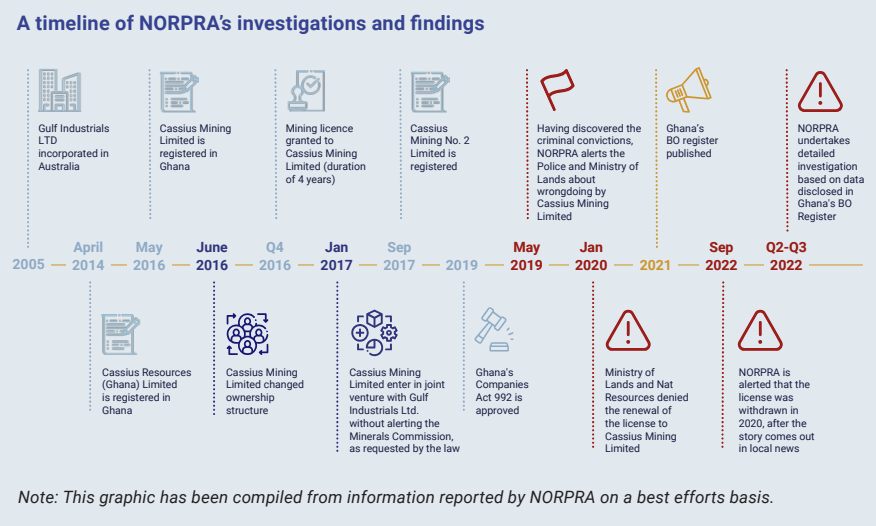 A timeline of NORPRA's investigations and findings
Gulf Industrials
LTD
incorporated in
Australia
Cassius Mining
Limited is
registered in
Ghana
Mining licence
granted to
Cassius Mining
Limited (duration
of 4 years)
Cassius
Mining No. 2
Limited is
registered
Having discovered the
criminal convictions,
NORPRA alerts the
Police and Ministry of
Lands about
wrongdoing by
Cassius Mining
Limited
Ghana's
BO register
published
NORPRA
undertakes
detailed
investigation
based on data
disclosed in
Ghana's BO
Register
2005
April
2014
May
2016
June
2016
Q4
2016
Jan
2017
Sep
2017
2019
May
2019
Jan
2020
2021
Sep
2022
Q2-Q3
2022
Cassius Resources
(Ghana) Limited
is registered in
Ghana
Cassius Mining
Limited changed
ownership
structure
Cassius Mining
Limited enter in joint
venture with Gulf
Industrials Ltd.
without alerting the
Minerals Commission,
as requested by the law
Ghana's
Companies
Act 992 is
approved
Ministry of
Lands and Nat
Resources denied
the renewal of
the license to
Cassius Mining
Limited
NORPRA is
alerted that the
license was
withdrawn in
2020, after the
story comes out
in local news
Note: This graphic has been compiled from information reported by NORPRA on a best efforts basis.